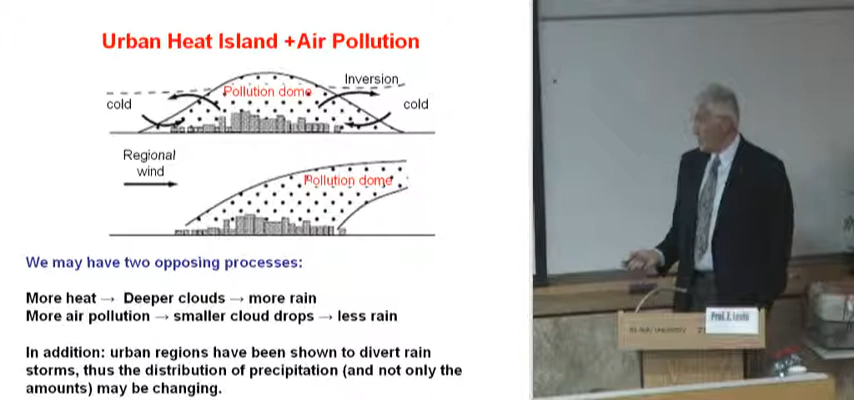 Urban Heat Island +Air Pollution
Inversion
Pollution dome
cold
cold
Regional
wind
Pollution dome
We may have two opposing processes:
More heat → Deeper clouds → more rain
More air pollution → smaller cloud drops → less rain
In addition: urban regions have been shown to divert rain
storms, thus the distribution of precipitation (and not only the
amounts) may be changing.
Prof. Z.